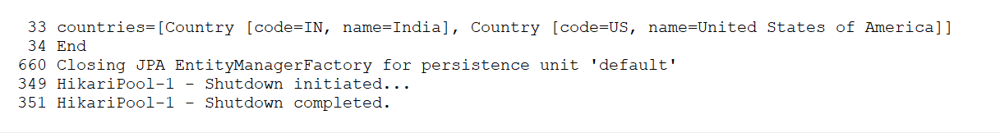 33 countries=[Country [code=IN, name=India], Country [code=US, name=United States of America]]
34 End
660 Closing JPA EntityManagerFactory for persistence unit 'default'
349 HikariPool-1 - Shutdown initiated...
351 HikariPool-1 - Shutdown completed.